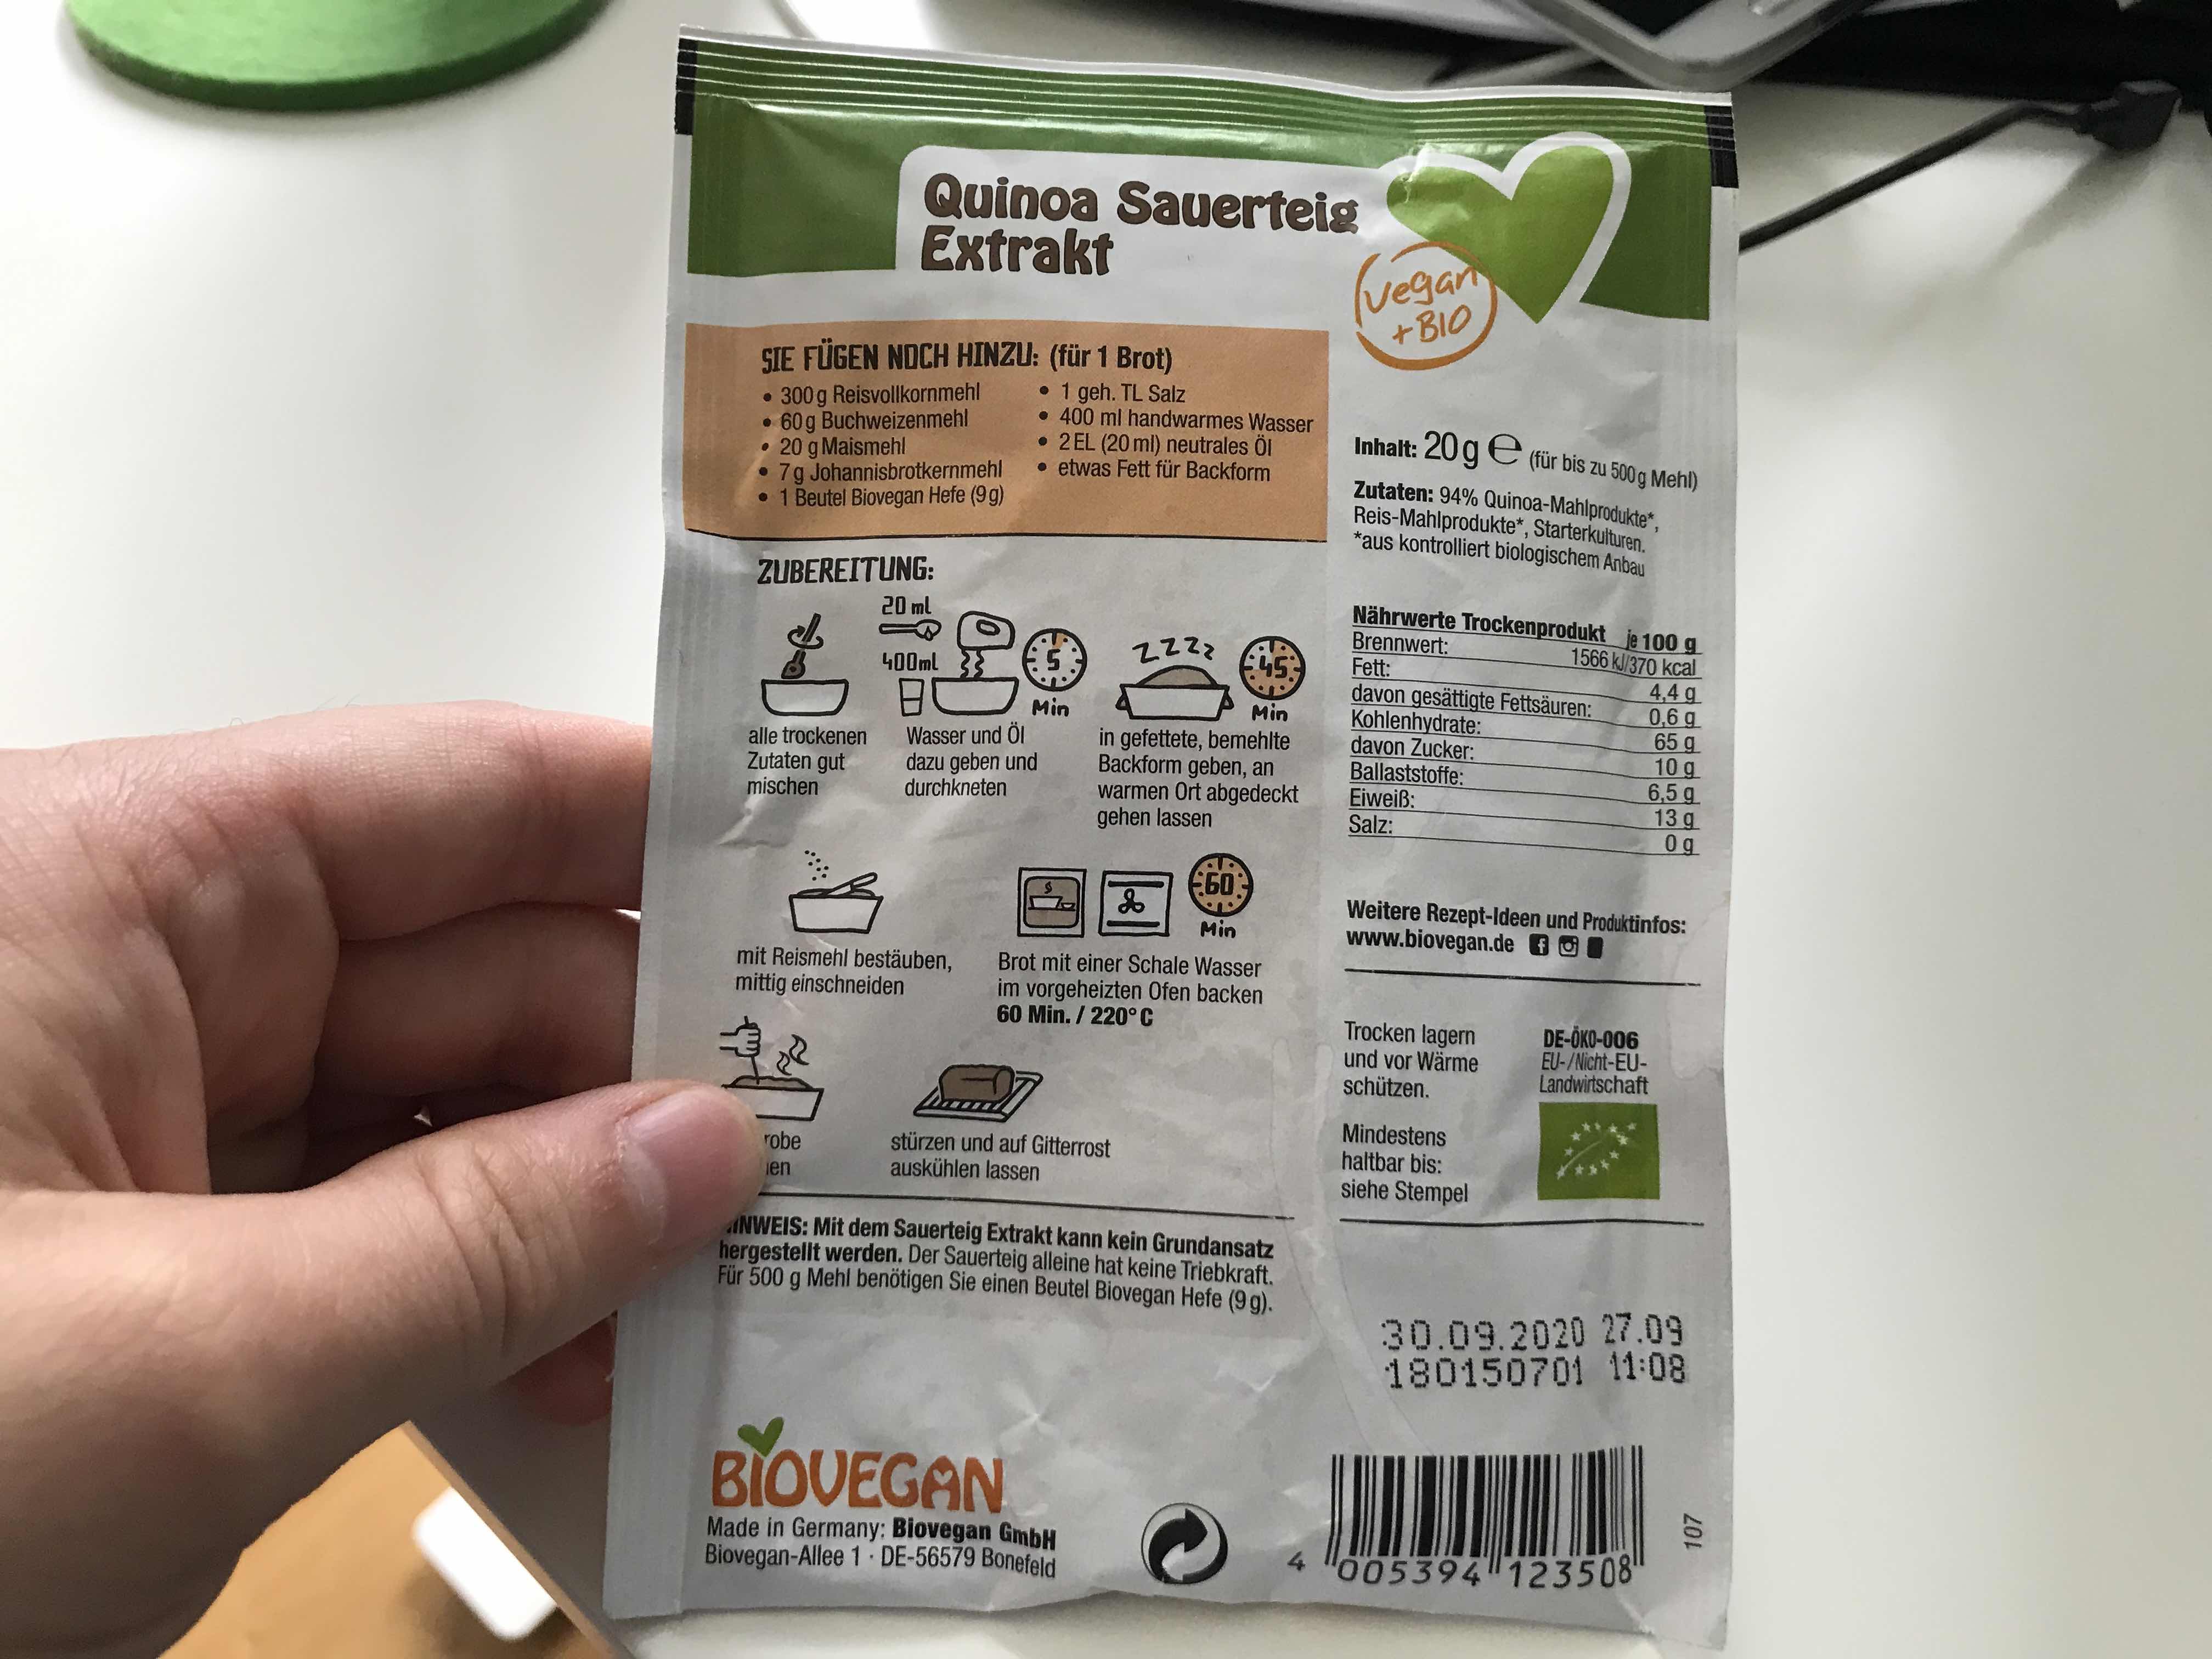 Quinoa Sauerteig
Extrakt
vegan
+ BIO
SIE FÜGEN NOCH HINZU: (für 1 Brot)
• 300 g Reisvollkornmehl
• 60 g Buchweizenmehl
• 20 g Maismehl
• 7 g Johannisbrotkernmehl
• 1 Beutel Biovegan Hefe (9 g)
• 1 geh. TL Salz
• 400 ml handwarmes Wasser
• 2 EL (20 ml) neutrales Öl
• etwas Fett für Backform
ZUBEREITUNG:
alle trockenen
Zutaten gut
mischen
20 ml
400ml
5
Min
Wasser und Öl
dazu geben und
durchkneten
zzzz
45
Min
in gefettete, bemehlte
Backform geben, an
warmen Ort abgedeckt
gehen lassen
mit Reismehl bestäuben,
mittig einschneiden
60
Min
Brot mit einer Schale Wasser
im vorgeheizten Ofen backen
60 Min. / 220°C
stürzen und auf Gitterrost
auskühlen lassen
HINWEIS: Mit dem Sauerteig Extrakt kann kein Grundansatz
hergestellt werden. Der Sauerteig alleine hat keine Triebkraft.
Für 500 g Mehl benötigen Sie einen Beutel Biovegan Hefe (9 g).
BIOVEGAN
Made in Germany: Biovegan GmbH
Biovegan-Allee 1 · DE-56579 Bonefeld
Inhalt: 20 g ℮ (für bis zu 500 g Mehl)
Zutaten: 94% Quinoa-Mahlprodukte*,
Reis-Mahlprodukte*, Starterkulturen.
*aus kontrolliert biologischem Anbau
Nährwerte Trockenprodukt je 100 g
Brennwert: 1566 kJ/370 kcal
Fett: 4,4 g
davon gesättigte Fettsäuren: 0,6 g
Kohlenhydrate: 65 g
davon Zucker: 10 g
Ballaststoffe: 6,5 g
Eiweiß: 13 g
Salz: 0 g
Weitere Rezept-Ideen und Produktinfos:
www.biovegan.de
Trocken lagern
und vor Wärme
schützen.
Mindestens
haltbar bis:
siehe Stempel
DE-ÖKO-006
EU-/Nicht-EU-
Landwirtschaft
30.09.2020 27.09
180150701 11:08
4 005394 123508
107